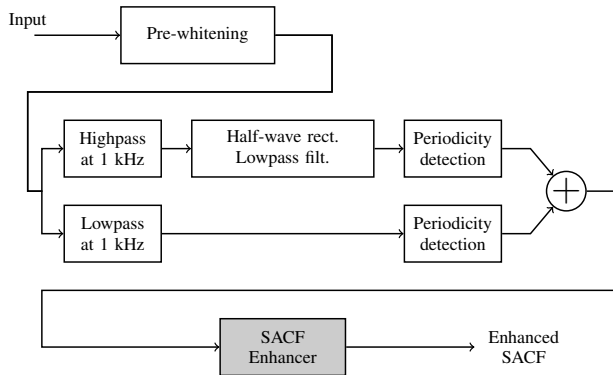 Input
Pre-whitening
Highpass
at 1 kHz
Half-wave rect.
Lowpass filt.
Periodicity
detection
Lowpass
at 1 kHz
Periodicity
detection
SACF
Enhancer
Enhanced
SACF